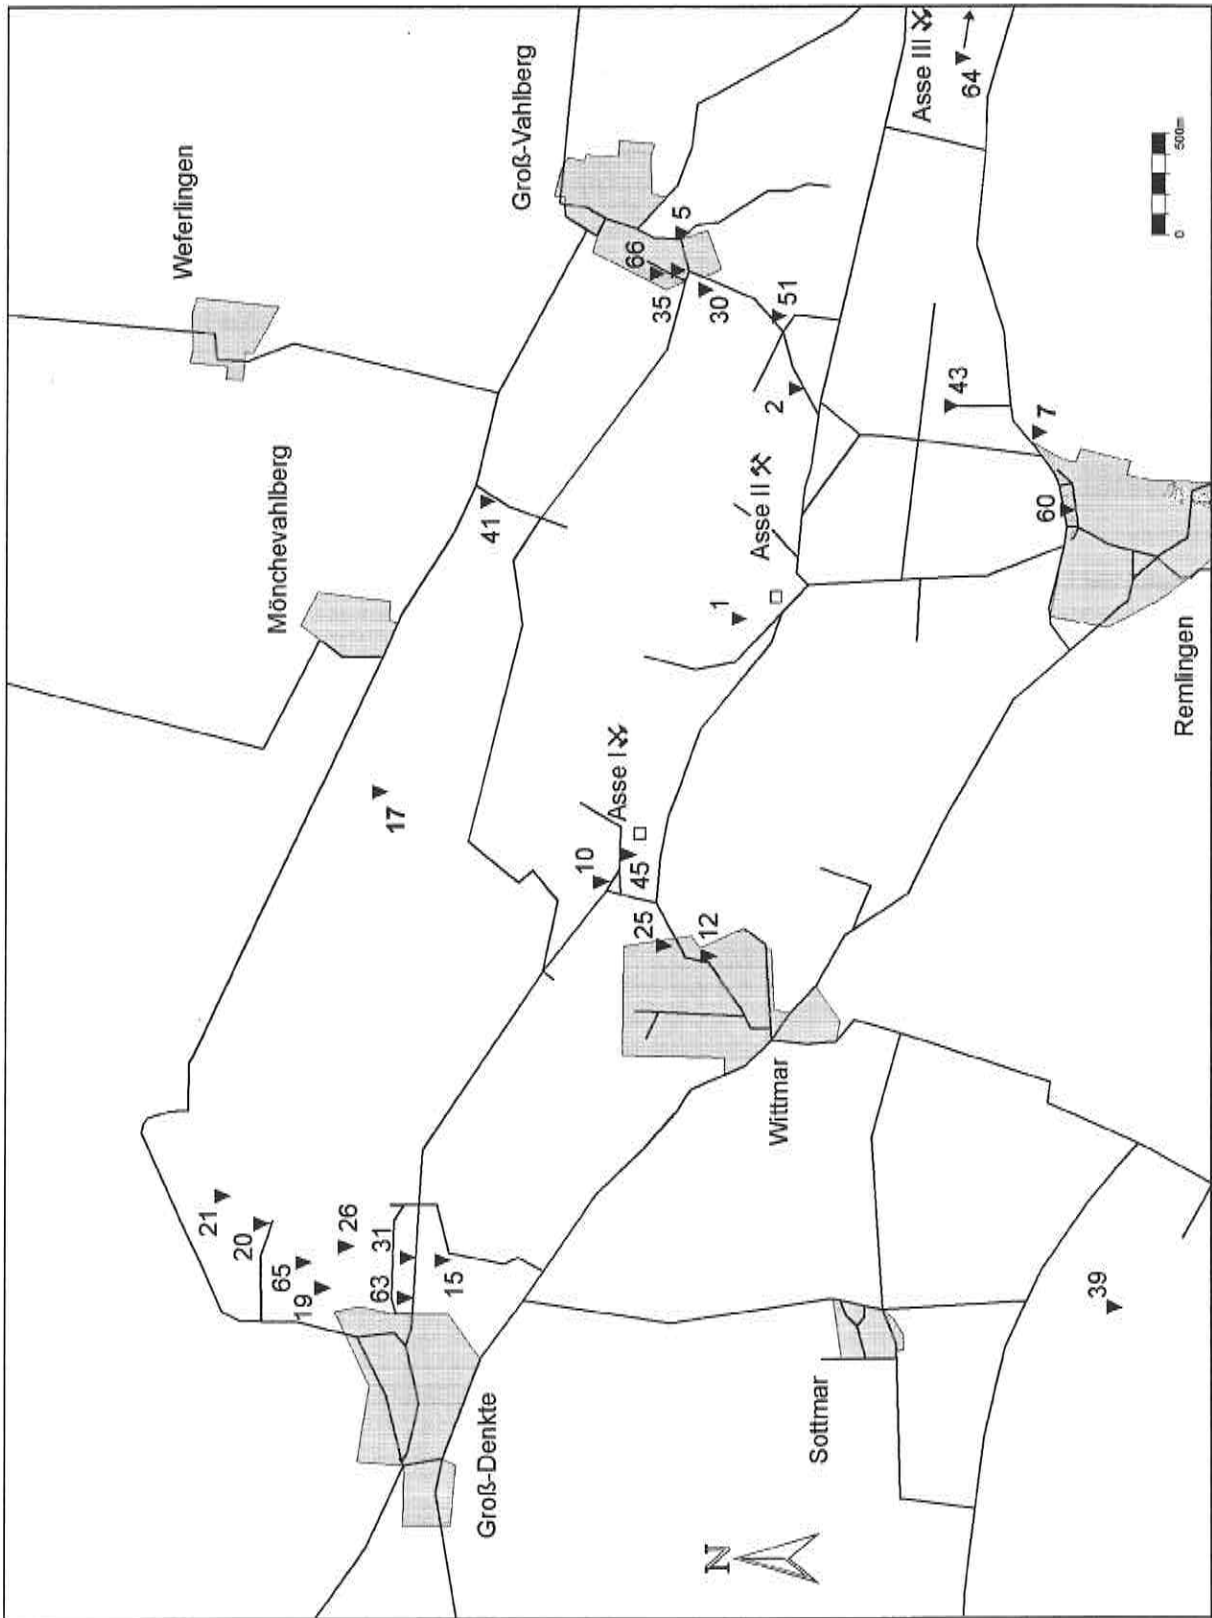 Weferlingen
21
20
Mönchevahlberg
65
19
26
63
31
17
15
Groß-Denkte
41
Groß-Vahlberg
10
Asse I
66
45
25
35
5
12
30
N
1
Asse II
2
Wittmar
51
Sottmar
Asse III
43
64
60
7
39
Remlingen
0 500m